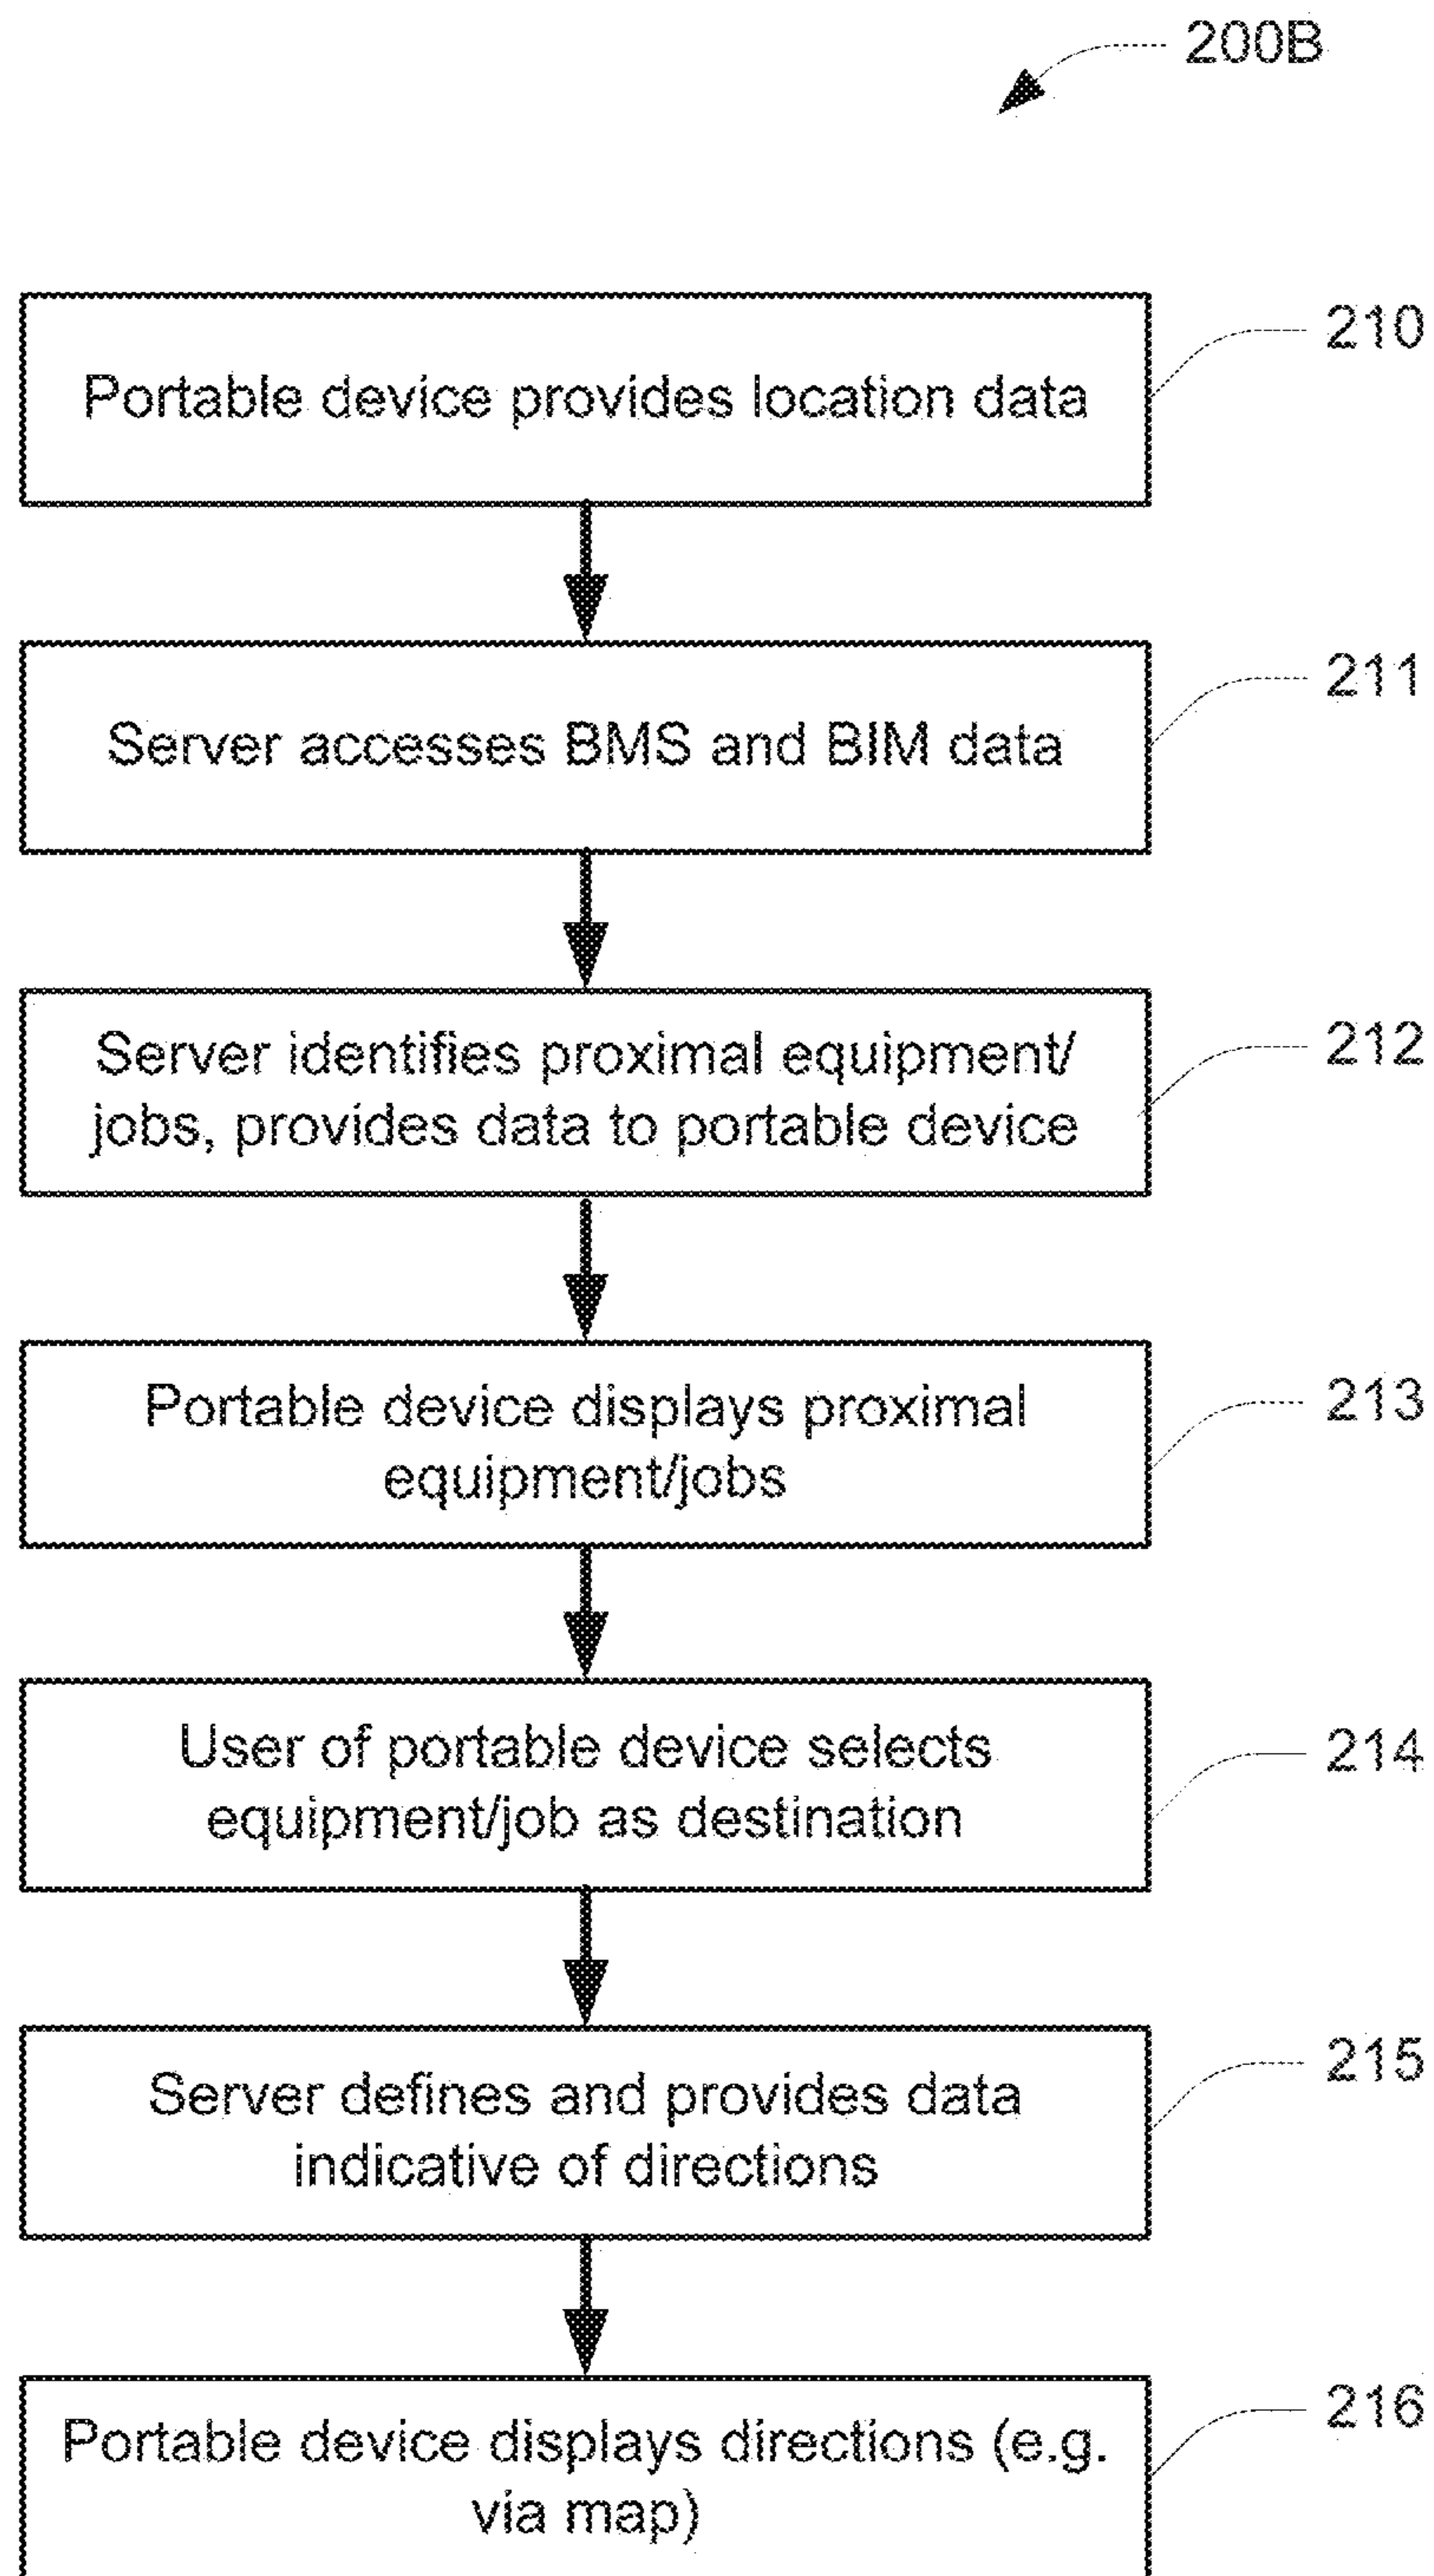 200B
210
Portable device provides location data
211
Server accesses BMS and BIM data
212
Server identifies proximal equipment/
jobs, provides data to portable device
213
Portable device displays proximal
equipment/jobs
214
User of portable device selects
equipment/job as destination
215
Server defines and provides data
indicative of directions
216
Portable device displays directions (e.g.
via map)